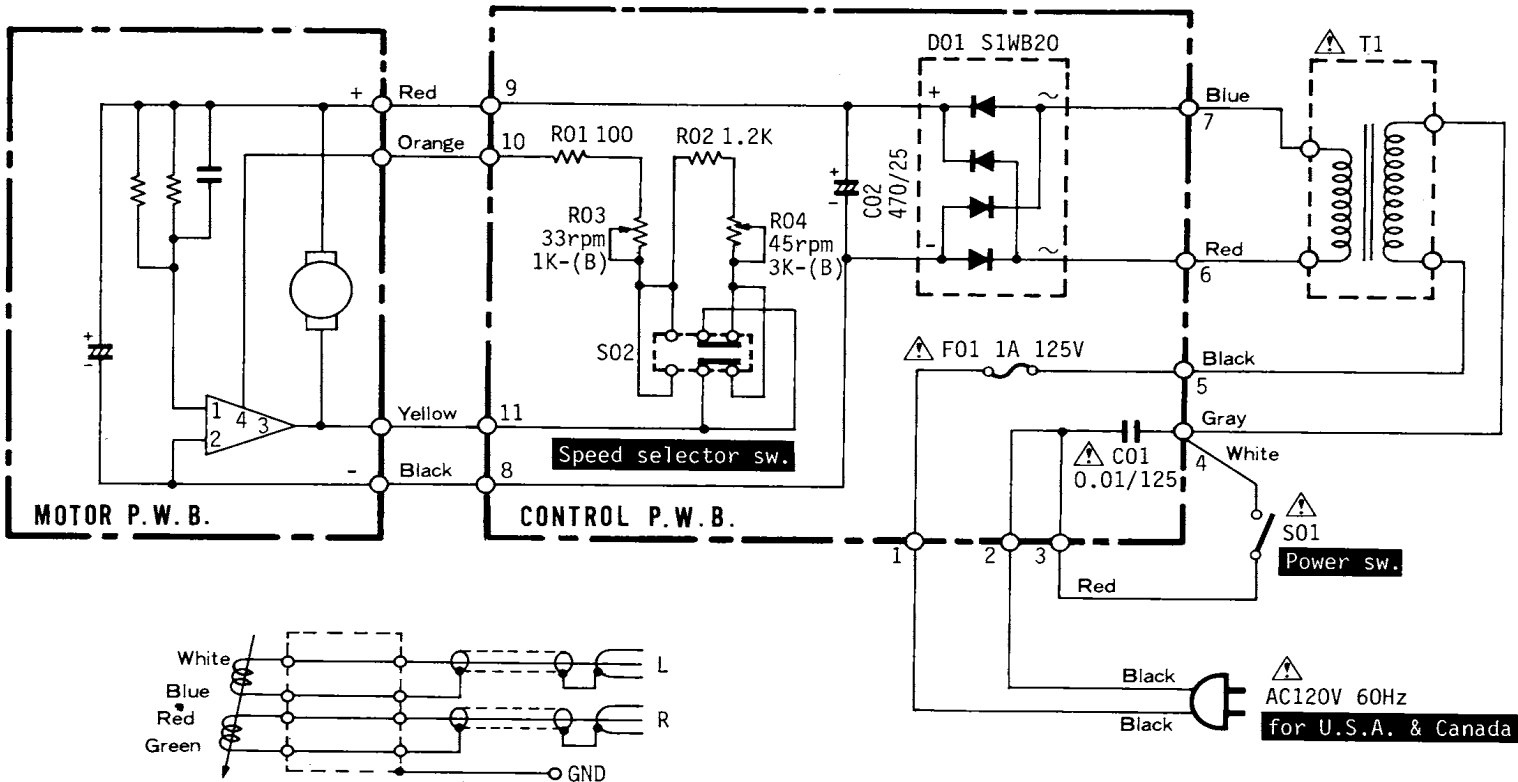 D01 S1WB20
⚠ T1
+ Red 9
+ ~
Blue
7
Orange 10
R01 100
R02 1.2K
+
-
C02
470/25
R03
33rpm
1K-(B)
R04
45rpm
3K-(B)
- ~
Red
6
S02
⚠ F01 1A 125V
+
-
Black
5
1
2
4
3
Yellow 11
Speed selector sw.
Gray
4
White
⚠ C01
0.01/125
- Black 8
MOTOR P.W.B.
CONTROL P.W.B.
⚠
S01
Power sw.
1
2
3
Red
White
L
Blue
Red
R
Green
GND
Black
Black
⚠
AC120V 60Hz
for U.S.A. & Canada